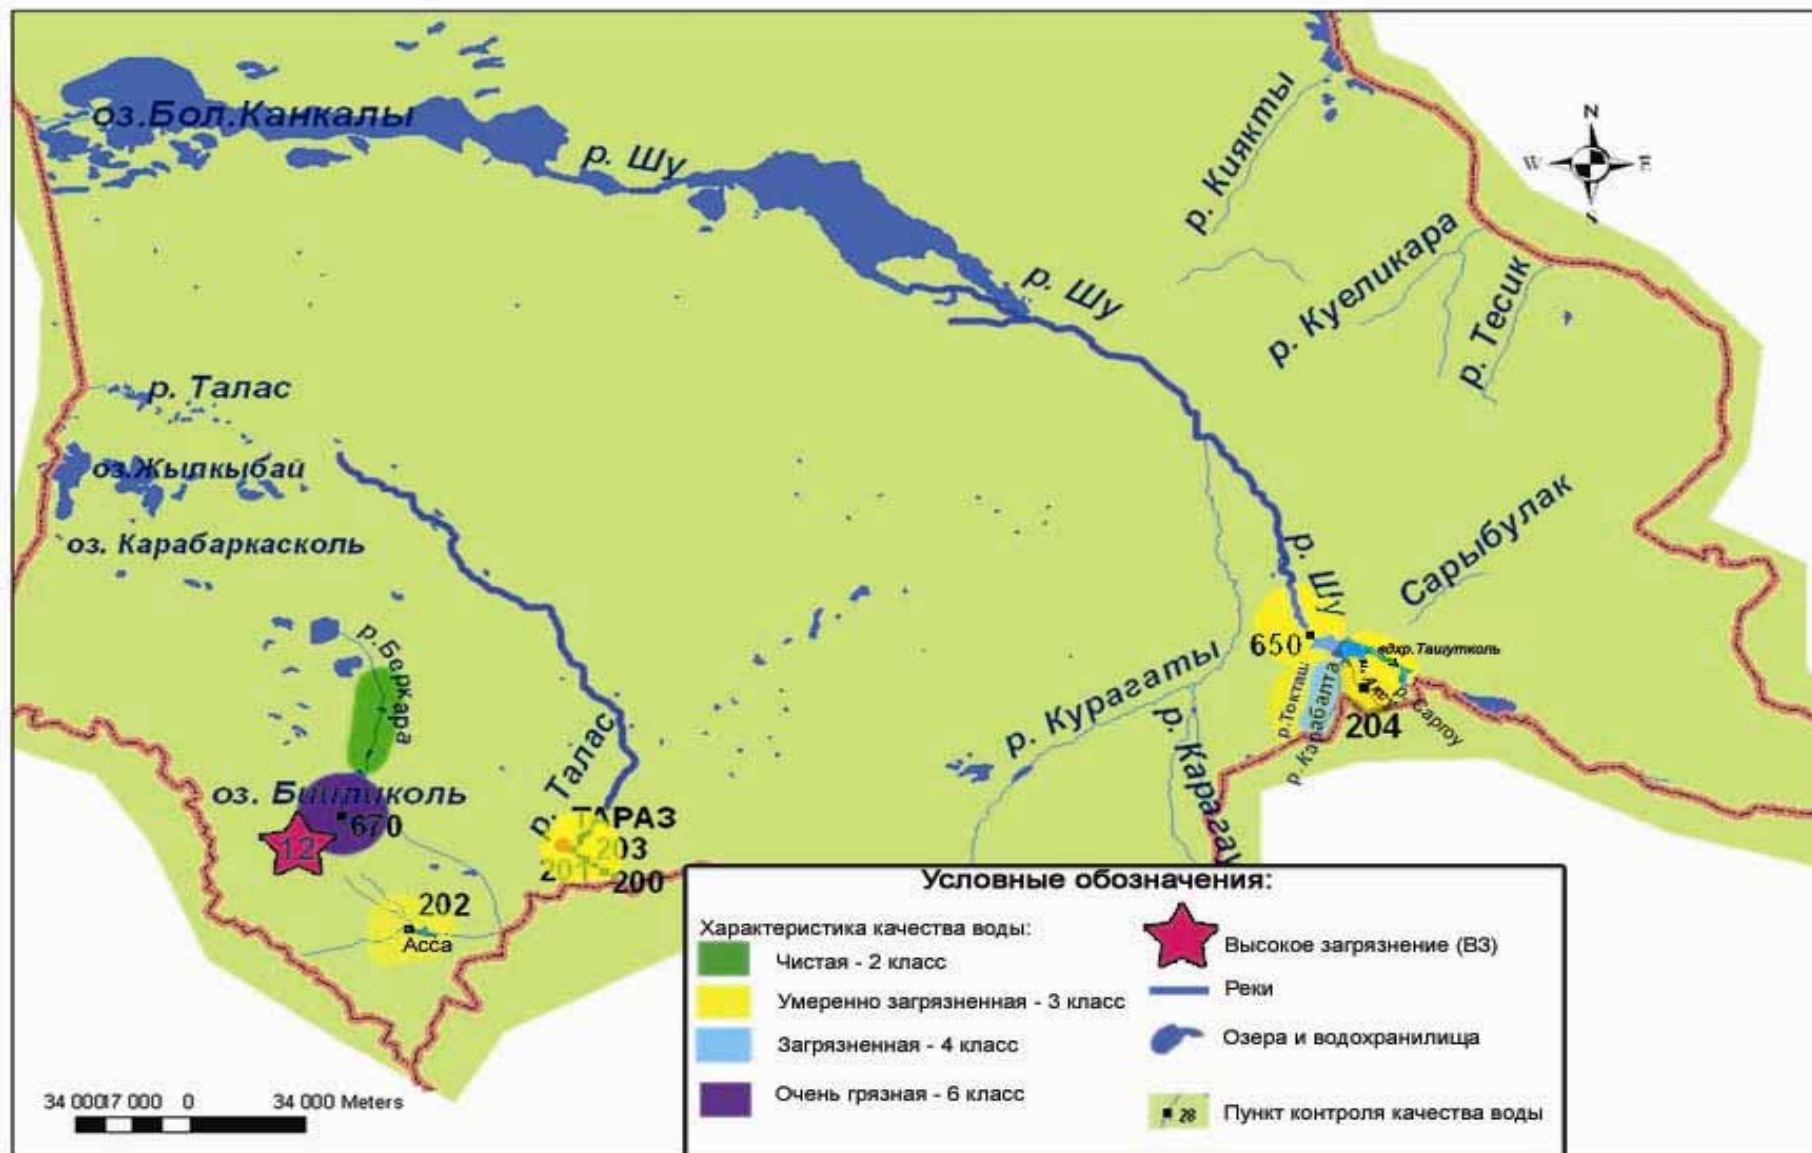 оз.Бол.Канкалы
р. Шу
р. Киякты
N
W
E
S
р. Шу
р. Куеликара
р. Тесик
р. Талас
оз.Жылкыбай
оз. Карабаркасколь
р. Шу
Сарыбулак
р.Беркара
650
вдхр.Ташутколь
р. Курагаты
р.Токташ
р. Карабалта
р. Саргоу
204
р. Карагат
оз. Бийликоль
670
12
р. Талас
ТАРАЗ
203
201
200
202
Асса
Условные обозначения:
Характеристика качества воды:
Чистая - 2 класс
Умеренно загрязненная - 3 класс
Загрязненная - 4 класс
Очень грязная - 6 класс
Высокое загрязнение (ВЗ)
Реки
Озера и водохранилища
28
Пункт контроля качества воды
34 000 17 000 0 34 000 Meters